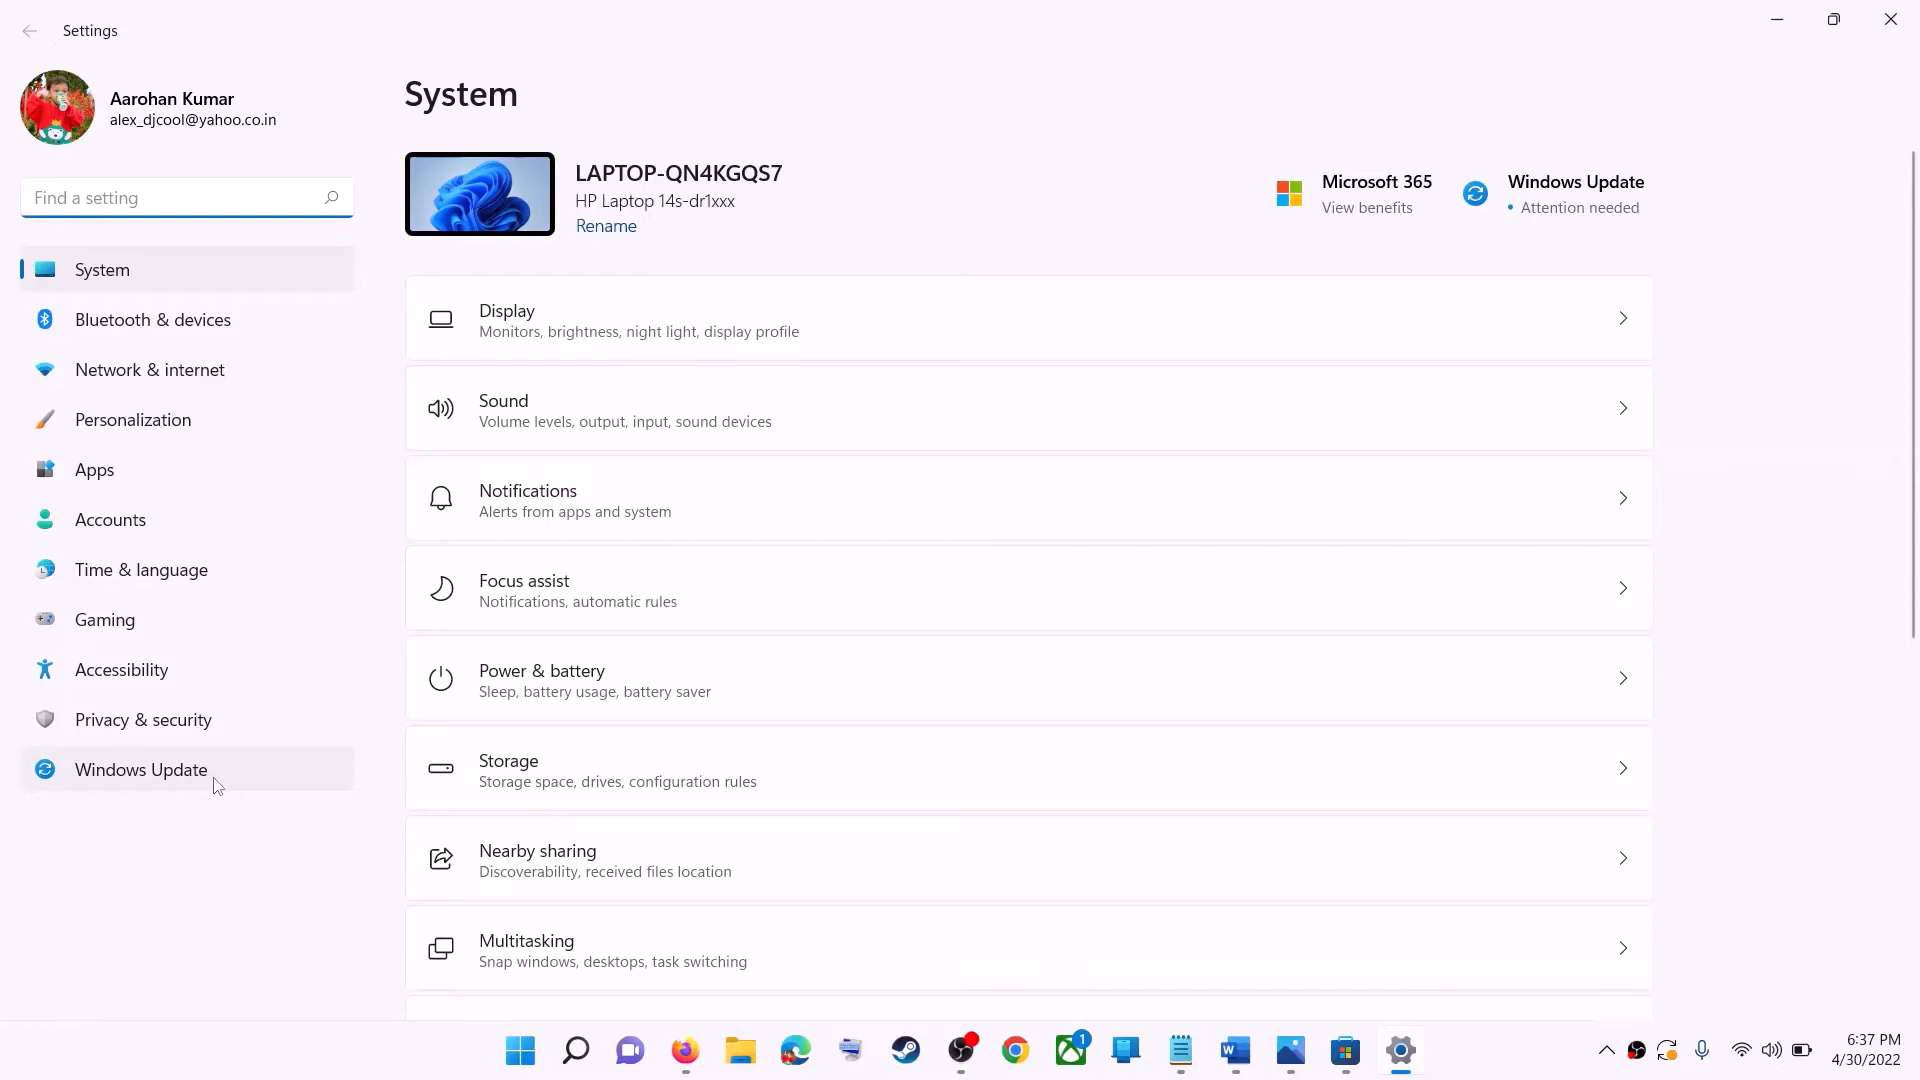 Settings
Aarohan Kumar
alex_djcool@yahoo.co.in
Find a setting
System
Bluetooth & devices
Network & internet
Personalization
Apps
Accounts
Time & language
Gaming
Accessibility
Privacy & security
Windows Update
System
LAPTOP-QN4KGQS7
HP Laptop 14s-dr1xxx
Rename
Microsoft 365
View benefits
Windows Update
• Attention needed
Display
Monitors, brightness, night light, display profile
Sound
Volume levels, output, input, sound devices
Notifications
Alerts from apps and system
Focus assist
Notifications, automatic rules
Power & battery
Sleep, battery usage, battery saver
Storage
Storage space, drives, configuration rules
Nearby sharing
Discoverability, received files location
Multitasking
Snap windows, desktops, task switching
1
6:37 PM
4/30/2022